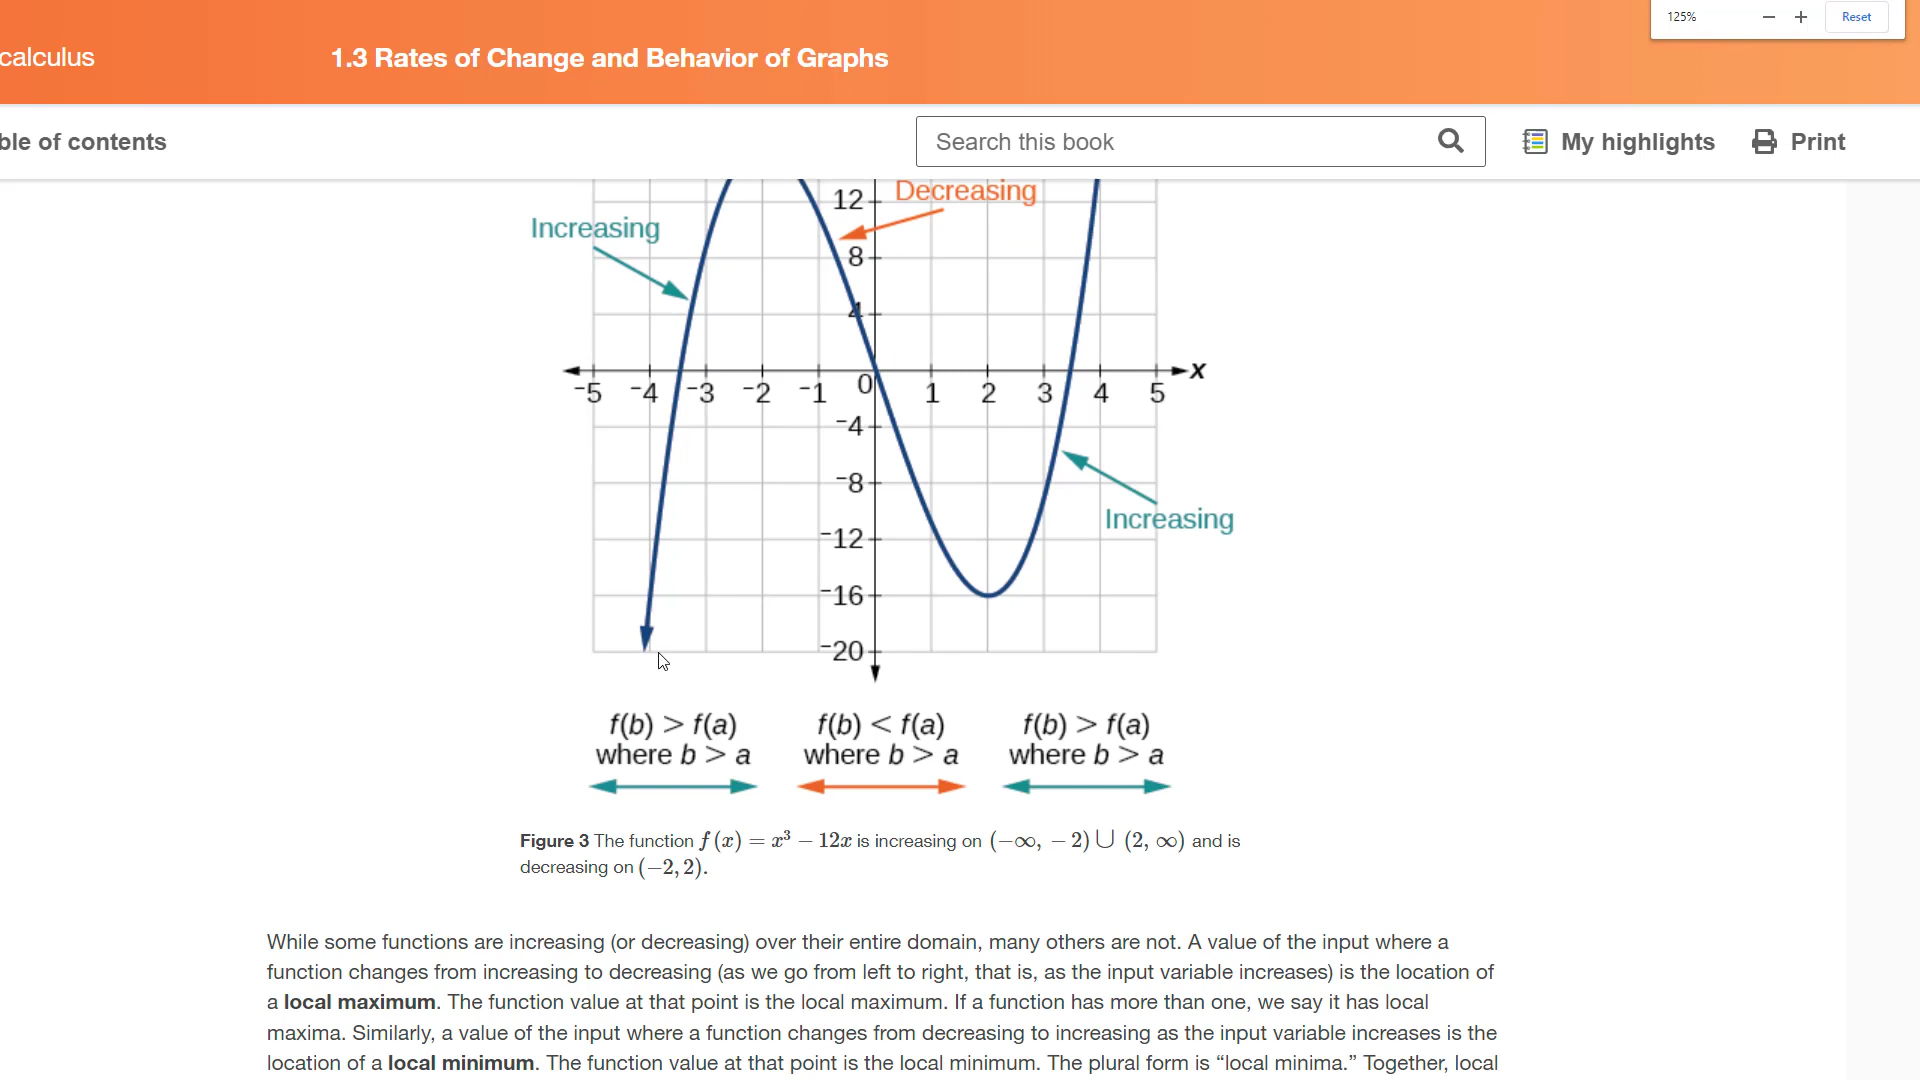 125%
Reset
calculus
1.3 Rates of Change and Behavior of Graphs
ble of contents
Search this book
My highlights
Print
12
Decreasing
Increasing
8
4
x
-5 -4 -3 -2 -1 0 1 2 3 4 5
-4
-8
Increasing
-12
-16
-20
f(b) > f(a) f(b) < f(a) f(b) > f(a)
where b > a where b > a where b > a
Figure 3 The function f (x) = x³ − 12x is increasing on (−∞, − 2) ∪ (2, ∞) and is
decreasing on (−2, 2).
While some functions are increasing (or decreasing) over their entire domain, many others are not. A value of the input where a
function changes from increasing to decreasing (as we go from left to right, that is, as the input variable increases) is the location of
a local maximum. The function value at that point is the local maximum. If a function has more than one, we say it has local
maxima. Similarly, a value of the input where a function changes from decreasing to increasing as the input variable increases is the
location of a local minimum. The function value at that point is the local minimum. The plural form is “local minima.” Together, local